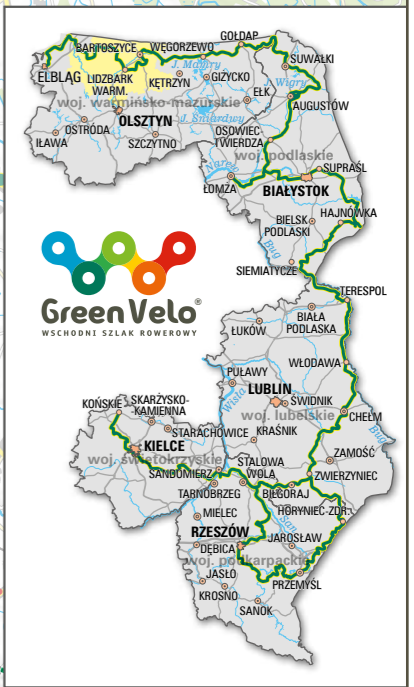 GOŁDAP
BARTOSZYCE
WĘGORZEWO
SUWAŁKI
J. Mamry
ELBLĄG
LIDZBARK
WARM.
KĘTRZYN
GIŻYCKO
J. Wigry
EŁK
woj. warmińsko-mazurskie
AUGUSTÓW
OLSZTYN
J. Śniardwy
OSTRÓDA
OSOWIEC
TWIERDZA
IŁAWA
SZCZYTNO
woj. podlaskie
Narew
SUPRAŚL
ŁOMŻA
BIAŁYSTOK
HAJNÓWKA
BIELSK
PODLASKI
Bug
SIEMIATYCZE
Green Velo®
WSCHODNI SZLAK ROWEROWY
TERESPOL
BIAŁA
PODLASKA
ŁUKÓW
WŁODAWA
PUŁAWY
LUBLIN
Wisła
ŚWIDNIK
KOŃSKIE
SKARŻYSKO-
KAMIENNA
woj. lubelskie
CHEŁM
Bug
STARACHOWICE
KRAŚNIK
KIELCE
ZAMOŚĆ
woj. świętokrzyskie
STALOWA
WOLA
SANDOMIERZ
ZWIERZYNIEC
TARNOBRZEG
BIŁGORAJ
HORYNIEC-ZDR.
MIELEC
San
RZESZÓW
JAROSŁAW
DĘBICA
woj. podkarpackie
JASŁO
PRZEMYŚL
KROSNO
SANOK